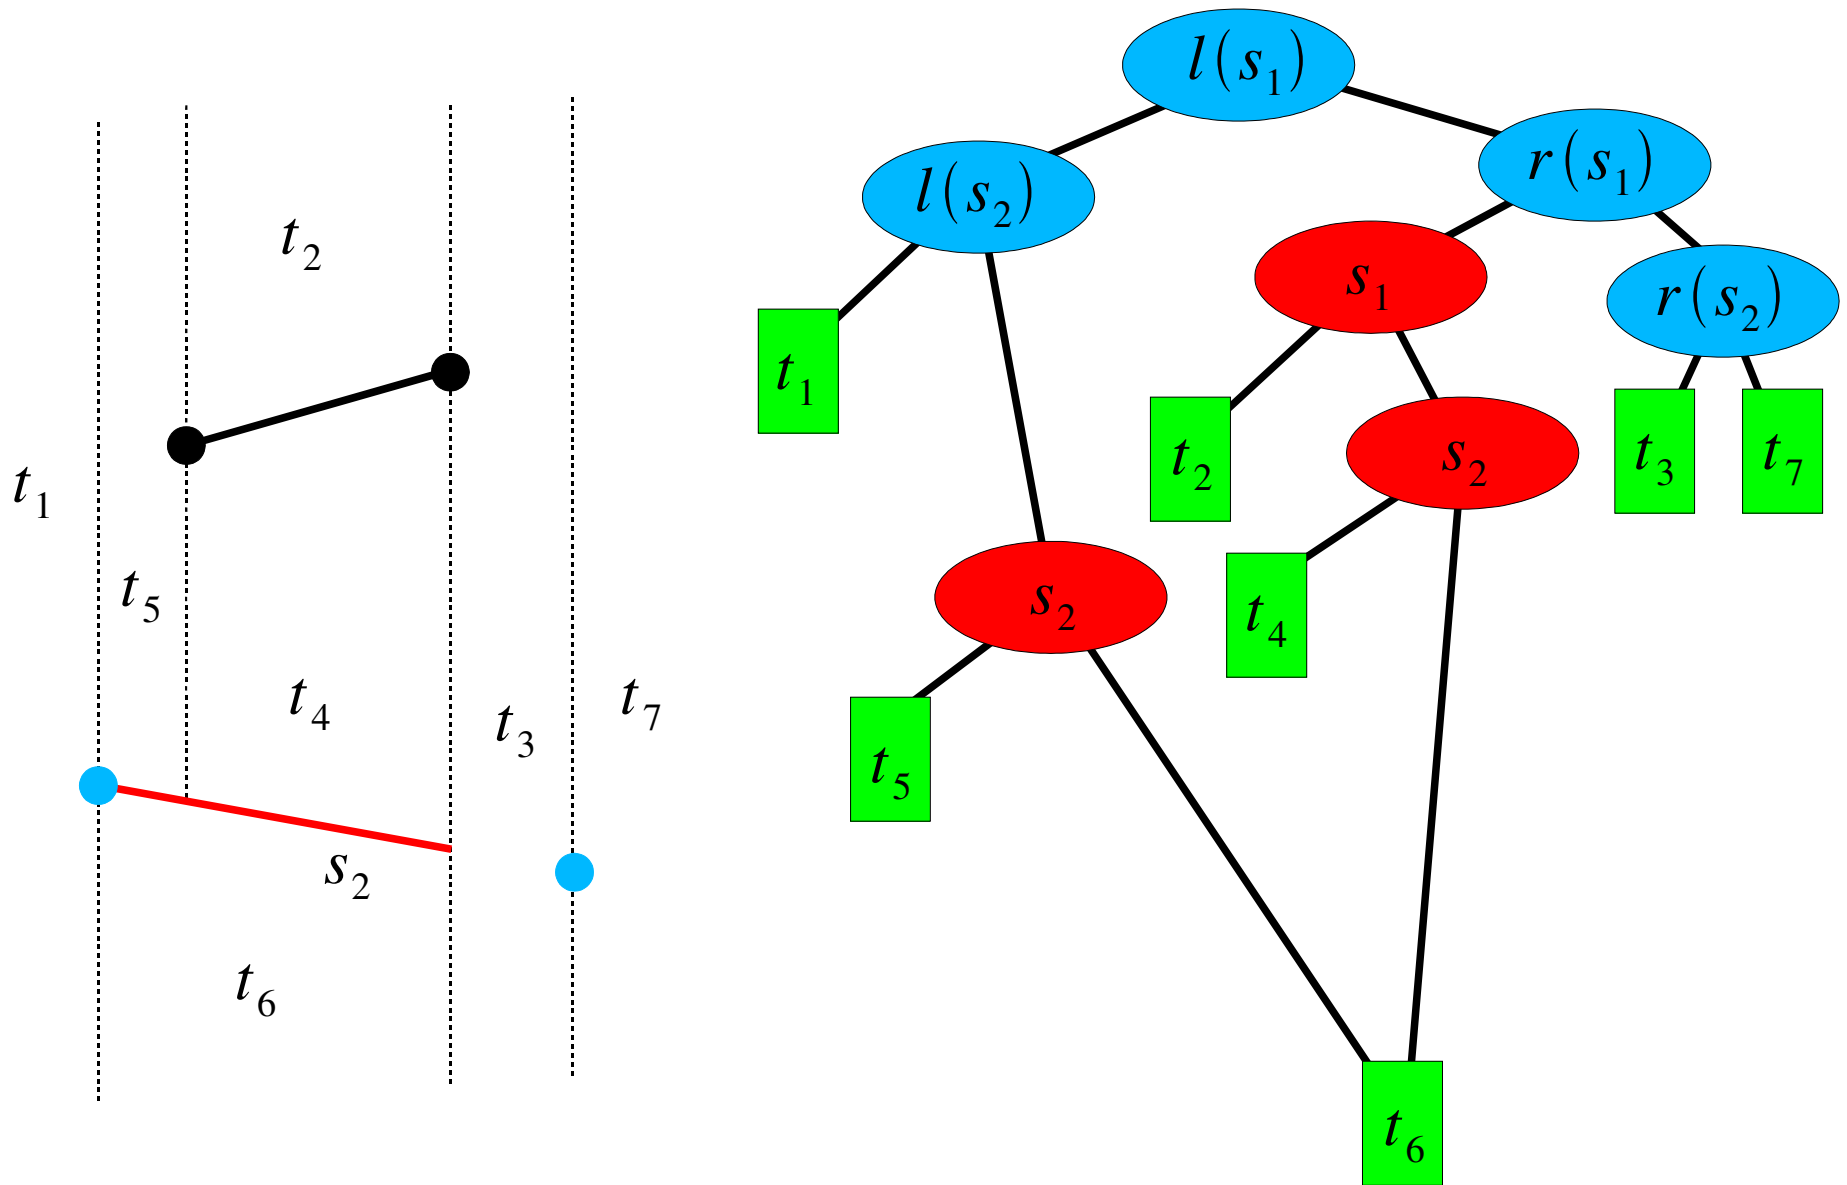 t₂
t₁
t₅
t₄
t₃
t₇
s₂
t₆
l(s₁)
l(s₂)
r(s₁)
s₁
r(s₂)
t₁
t₂
s₂
t₃
t₇
s₂
t₄
t₅
t₆